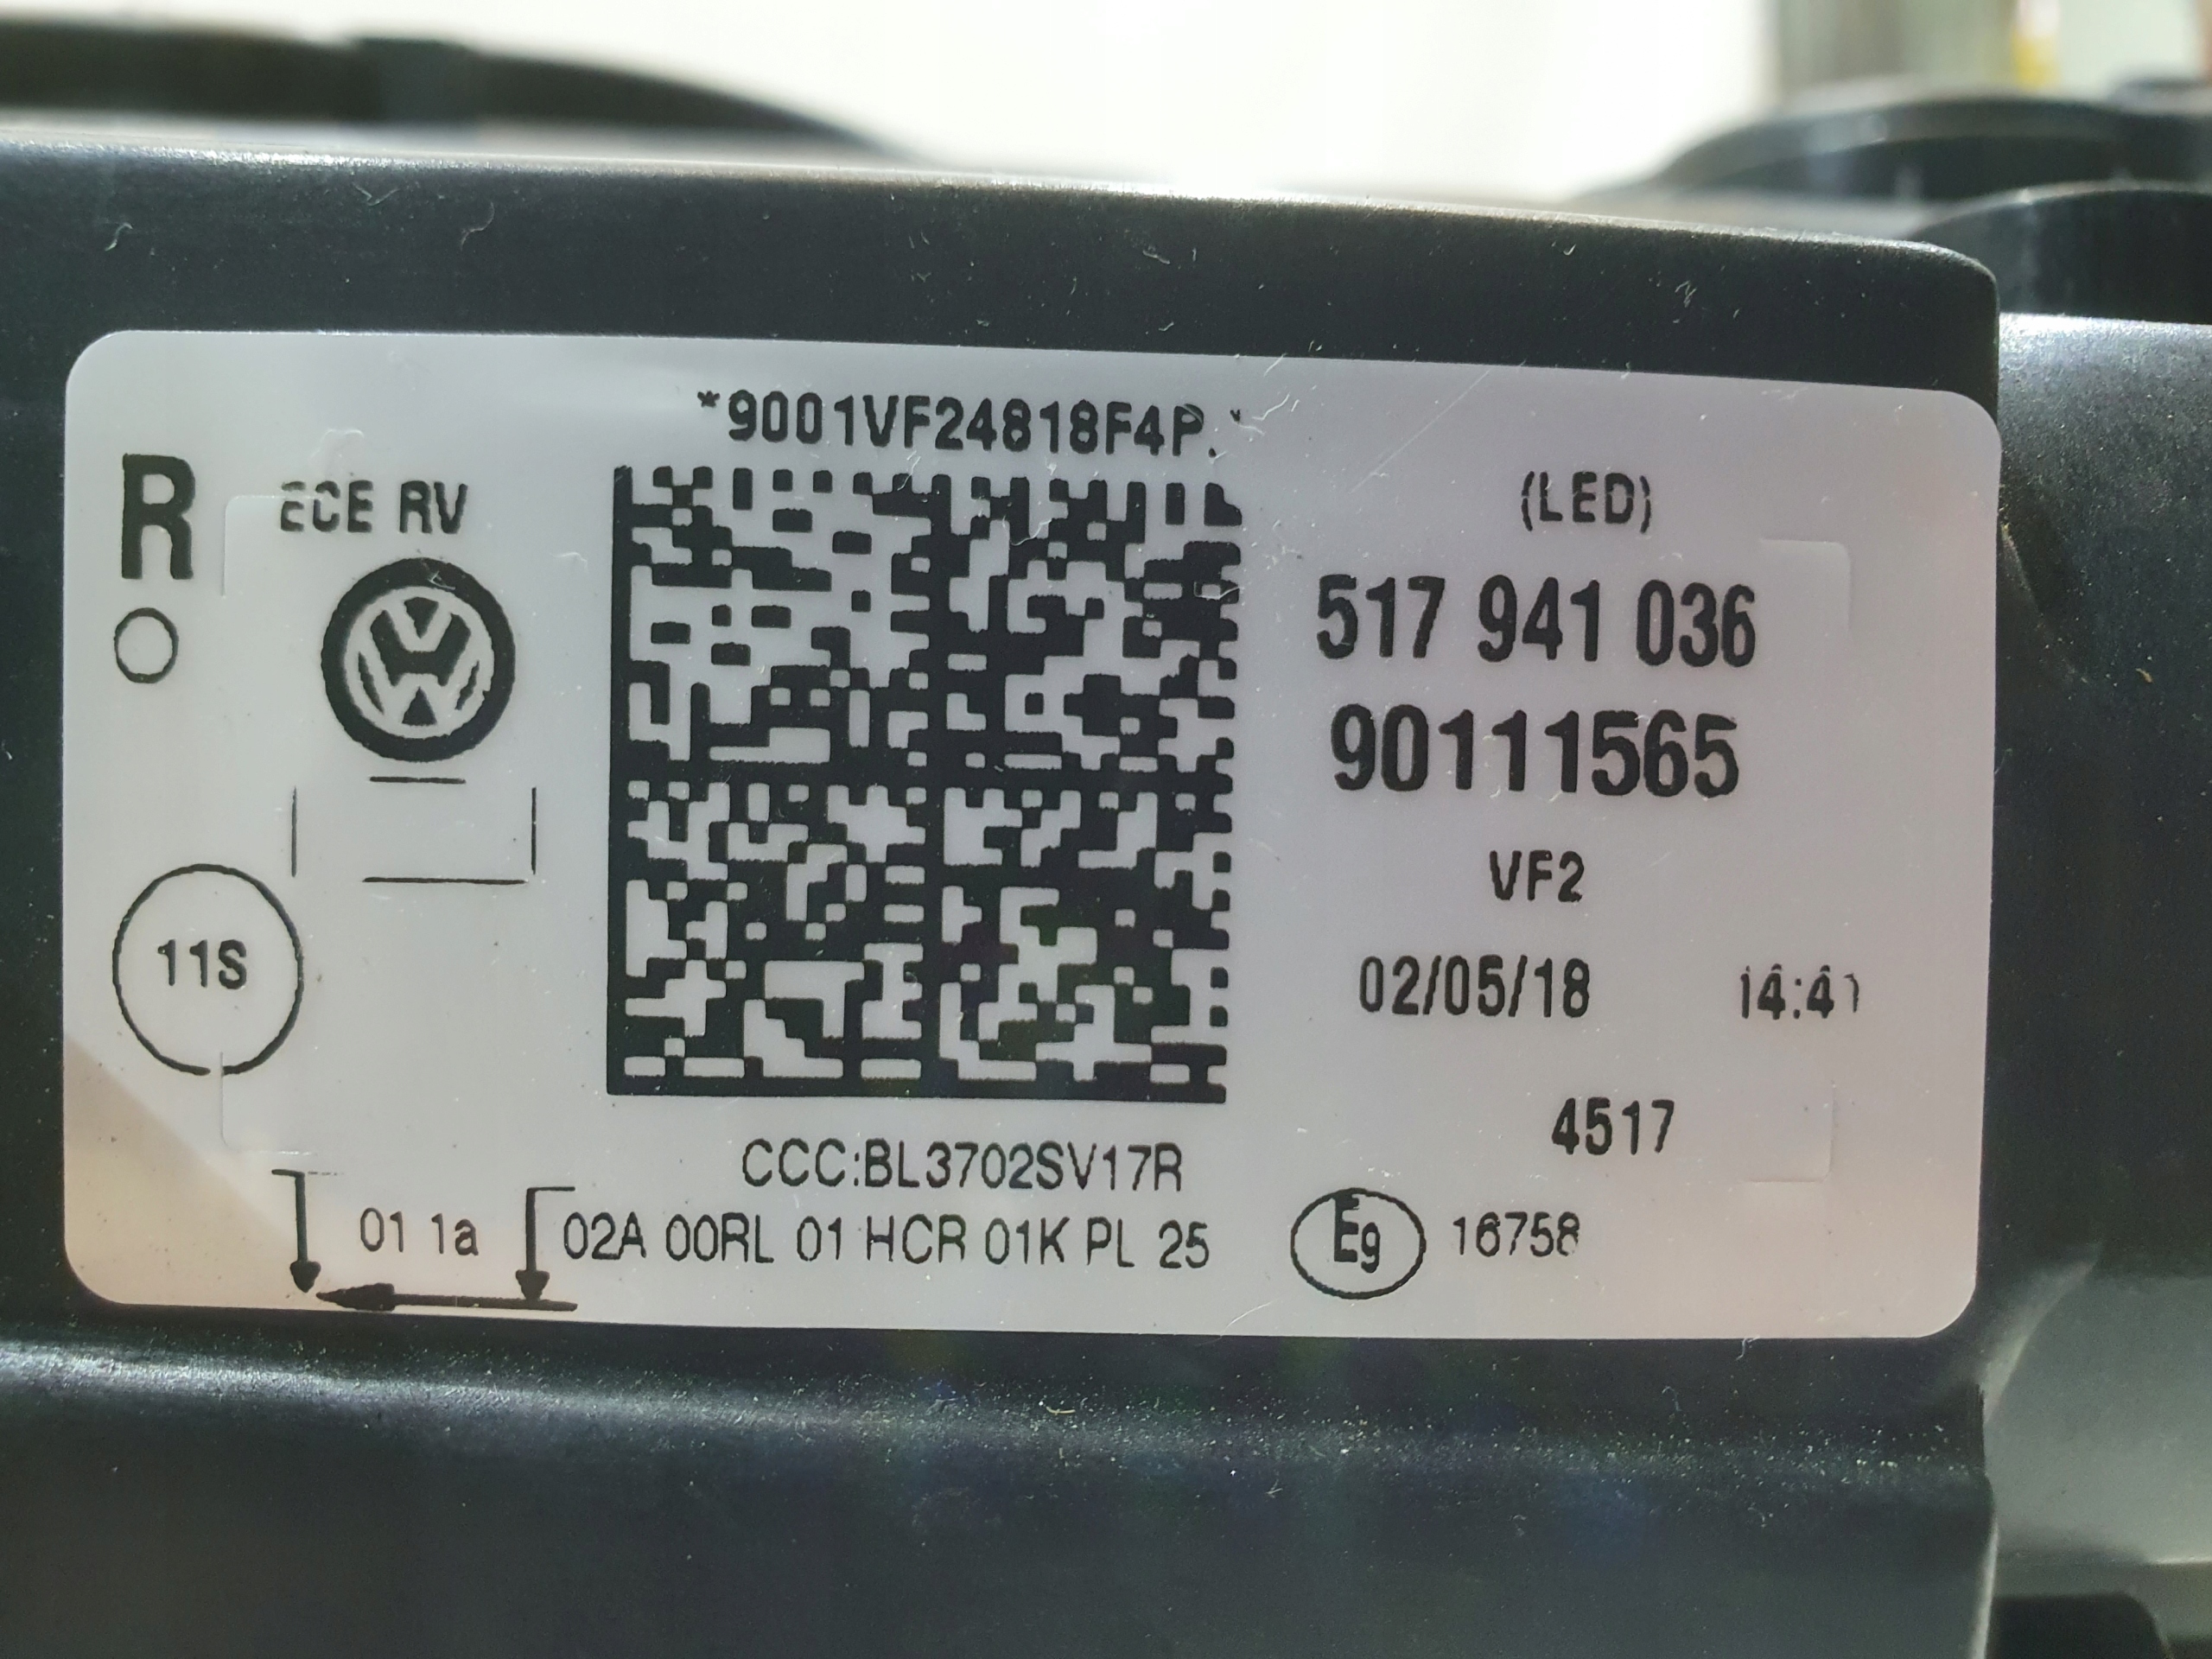 *9001VF24818F4P.*
R
ECE RV
(LED)
517 941 036
90111565
VF2
11S
02/05/18 14:41
4517
CCC:BL3702SV17R
01 1a 02A 00RL 01 HCR 01K PL 25 E9 16758